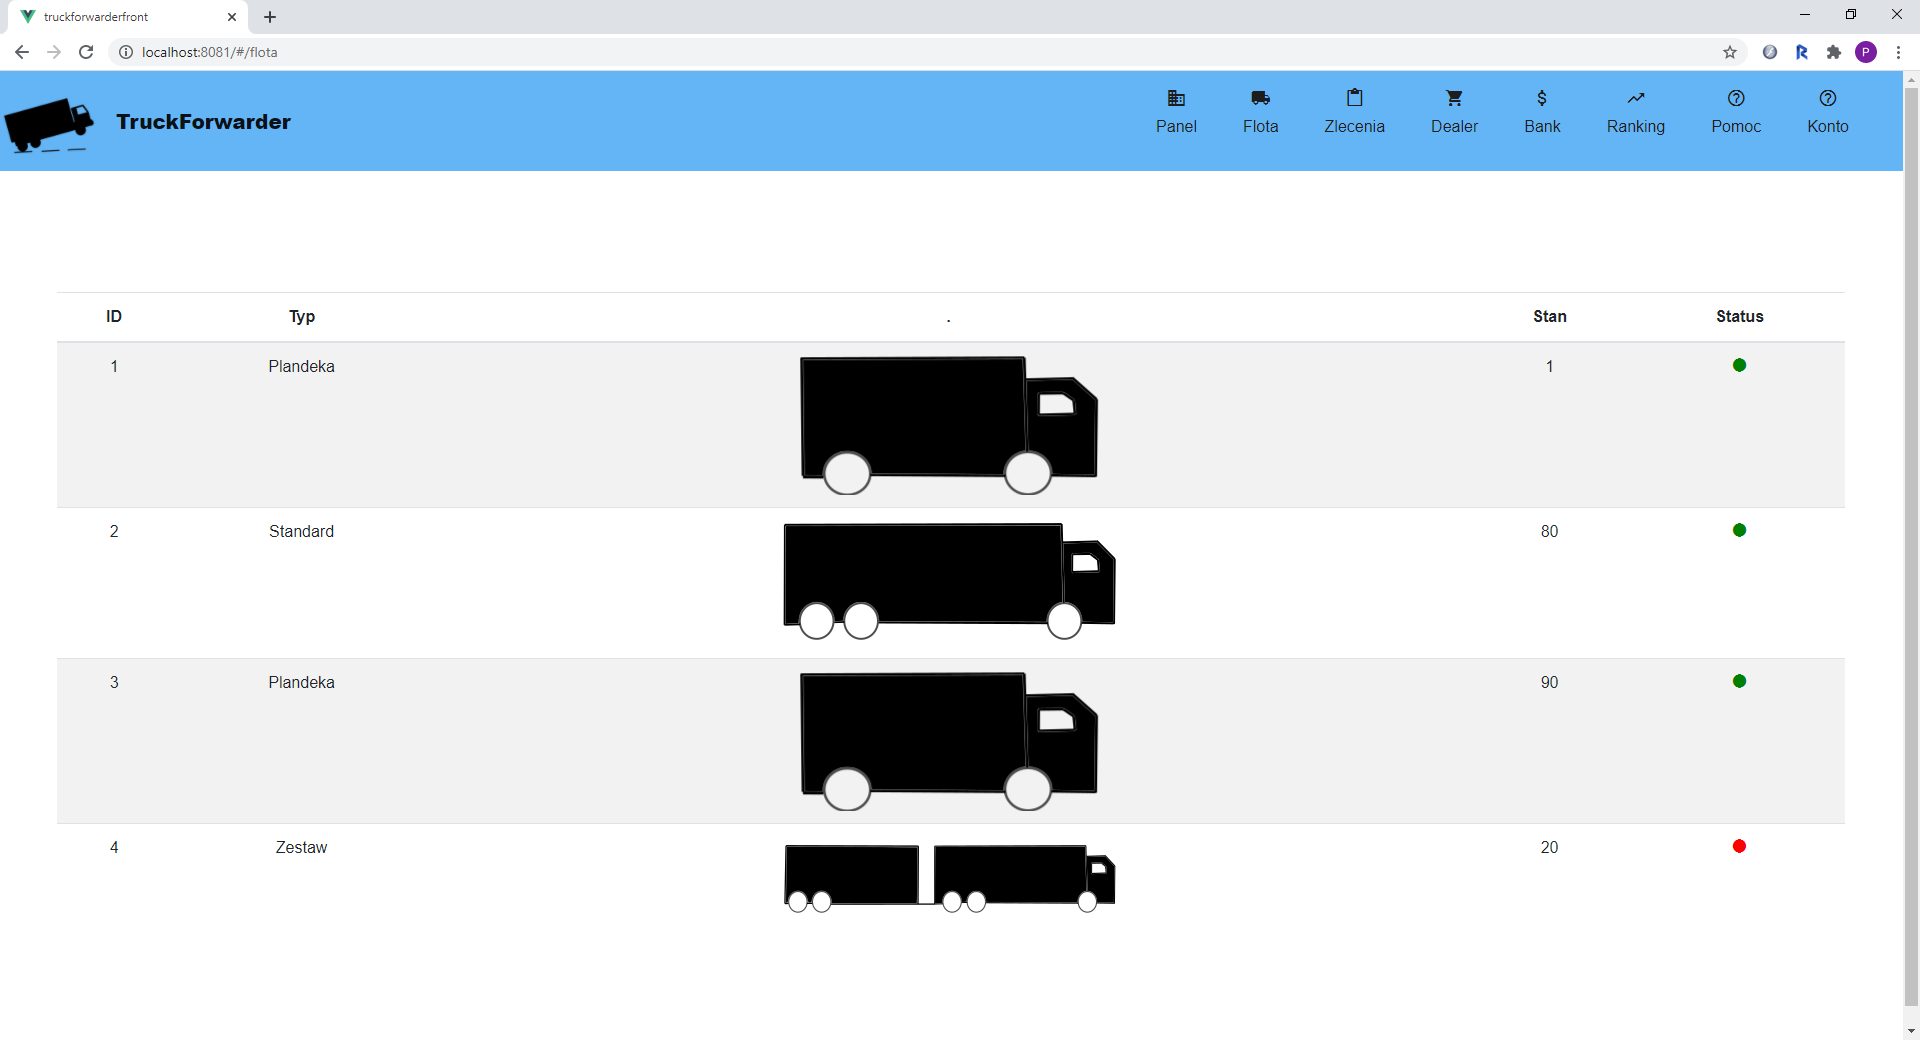 truckforwarderfront
localhost:8081/#/flota
P
TruckForwarder
Panel Flota Zlecenia Dealer Bank Ranking Pomoc Konto
ID Typ . Stan Status
1 Plandeka 1
2 Standard 80
3 Plandeka 90
4 Zestaw 20